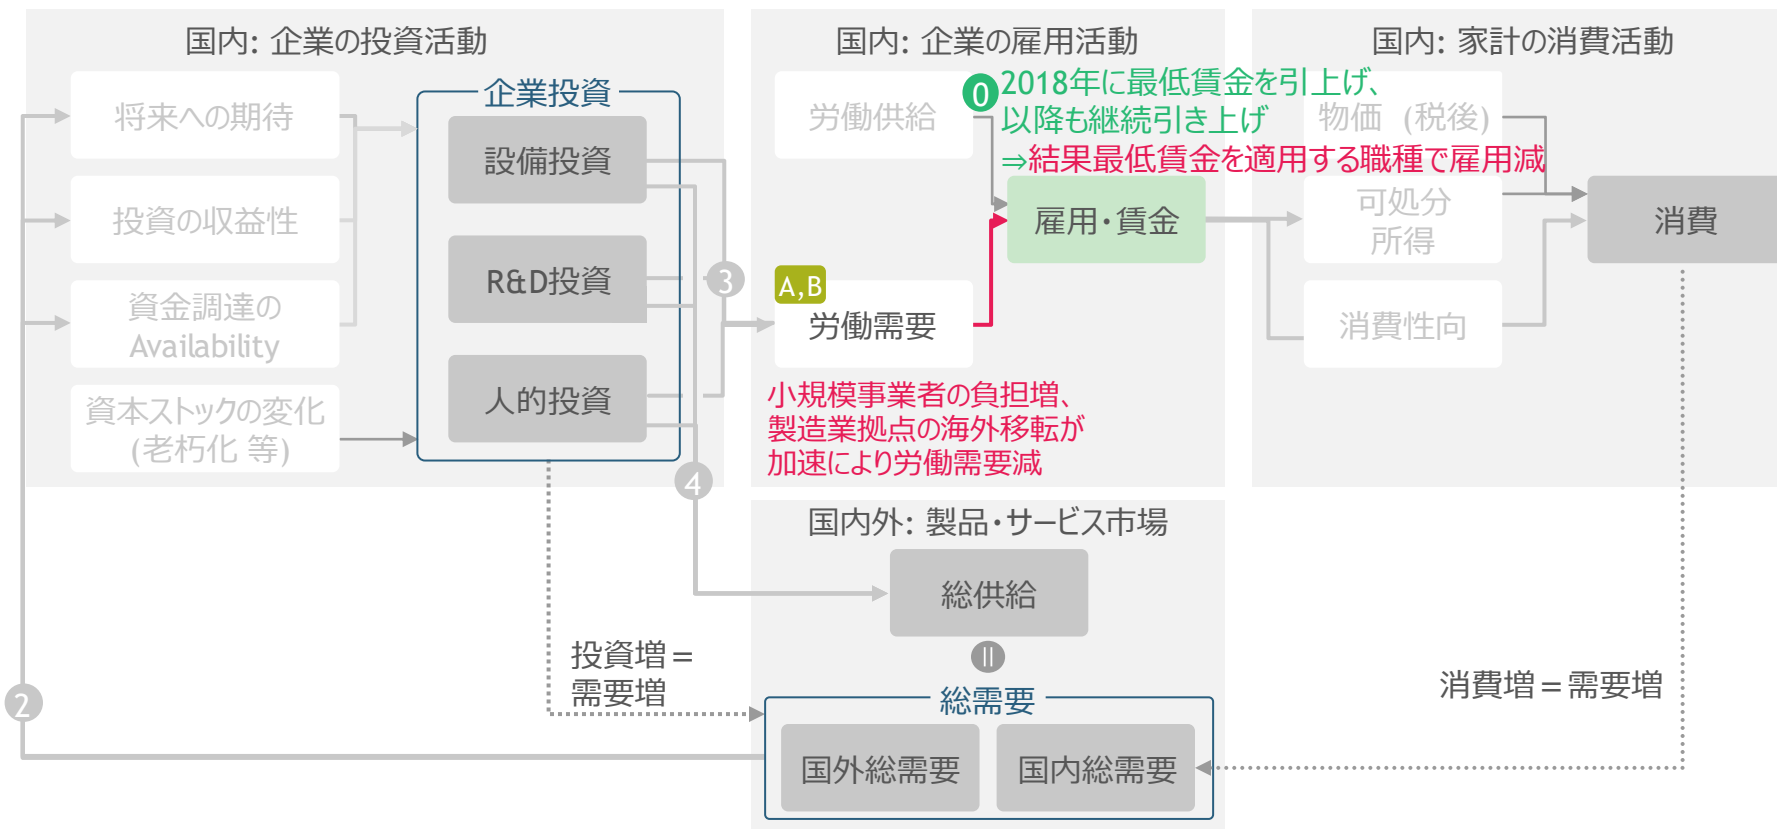 国内: 企業の投資活動
将来への期待
投資の収益性
資金調達の
Availability
資本ストックの変化
(老朽化 等)
企業投資
設備投資
R&D投資
人的投資
3
4
2
国内: 企業の雇用活動
労働供給
0
2018年に最低賃金を引上げ、
以降も継続引き上げ
⇒結果最低賃金を適用する職種で雇用減
雇用・賃金
A,B
労働需要
小規模事業者の負担増、
製造業拠点の海外移転が
加速により労働需要減
国内: 家計の消費活動
物価 (税後)
可処分
所得
消費性向
消費
国内外: 製品・サービス市場
総供給
=
総需要
国外総需要
国内総需要
投資増=
需要増
消費増=需要増